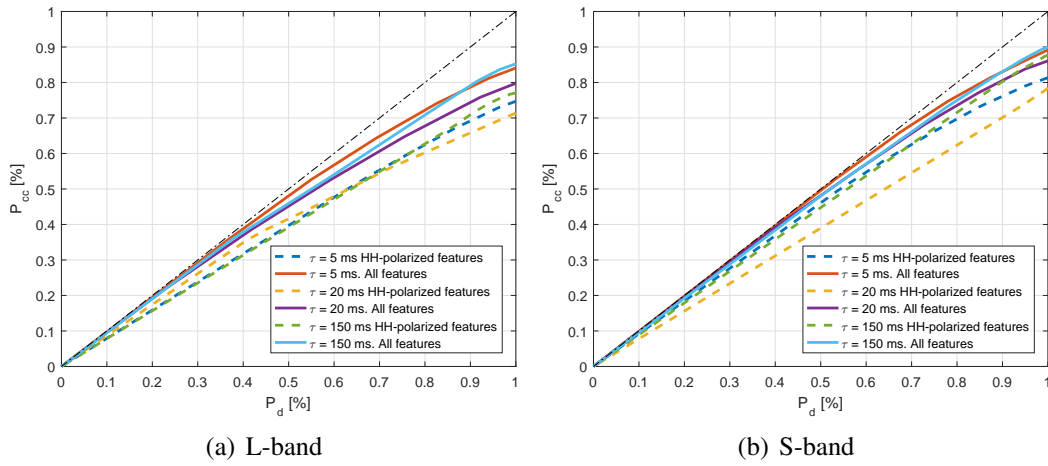 1
0.9
0.8
0.7
0.6
0.5
0.4
0.3
0.2
0.1
0
P_cc [%]
0 0.1 0.2 0.3 0.4 0.5 0.6 0.7 0.8 0.9 1
P_d [%]
τ = 5 ms HH-polarized features
τ = 5 ms. All features
τ = 20 ms HH-polarized features
τ = 20 ms. All features
τ = 150 ms HH-polarized features
τ = 150 ms. All features
(a) L-band
1
0.9
0.8
0.7
0.6
0.5
0.4
0.3
0.2
0.1
0
P_cc [%]
0 0.1 0.2 0.3 0.4 0.5 0.6 0.7 0.8 0.9 1
P_d [%]
τ = 5 ms HH-polarized features
τ = 5 ms. All features
τ = 20 ms HH-polarized features
τ = 20 ms. All features
τ = 150 ms HH-polarized features
τ = 150 ms. All features
(b) S-band